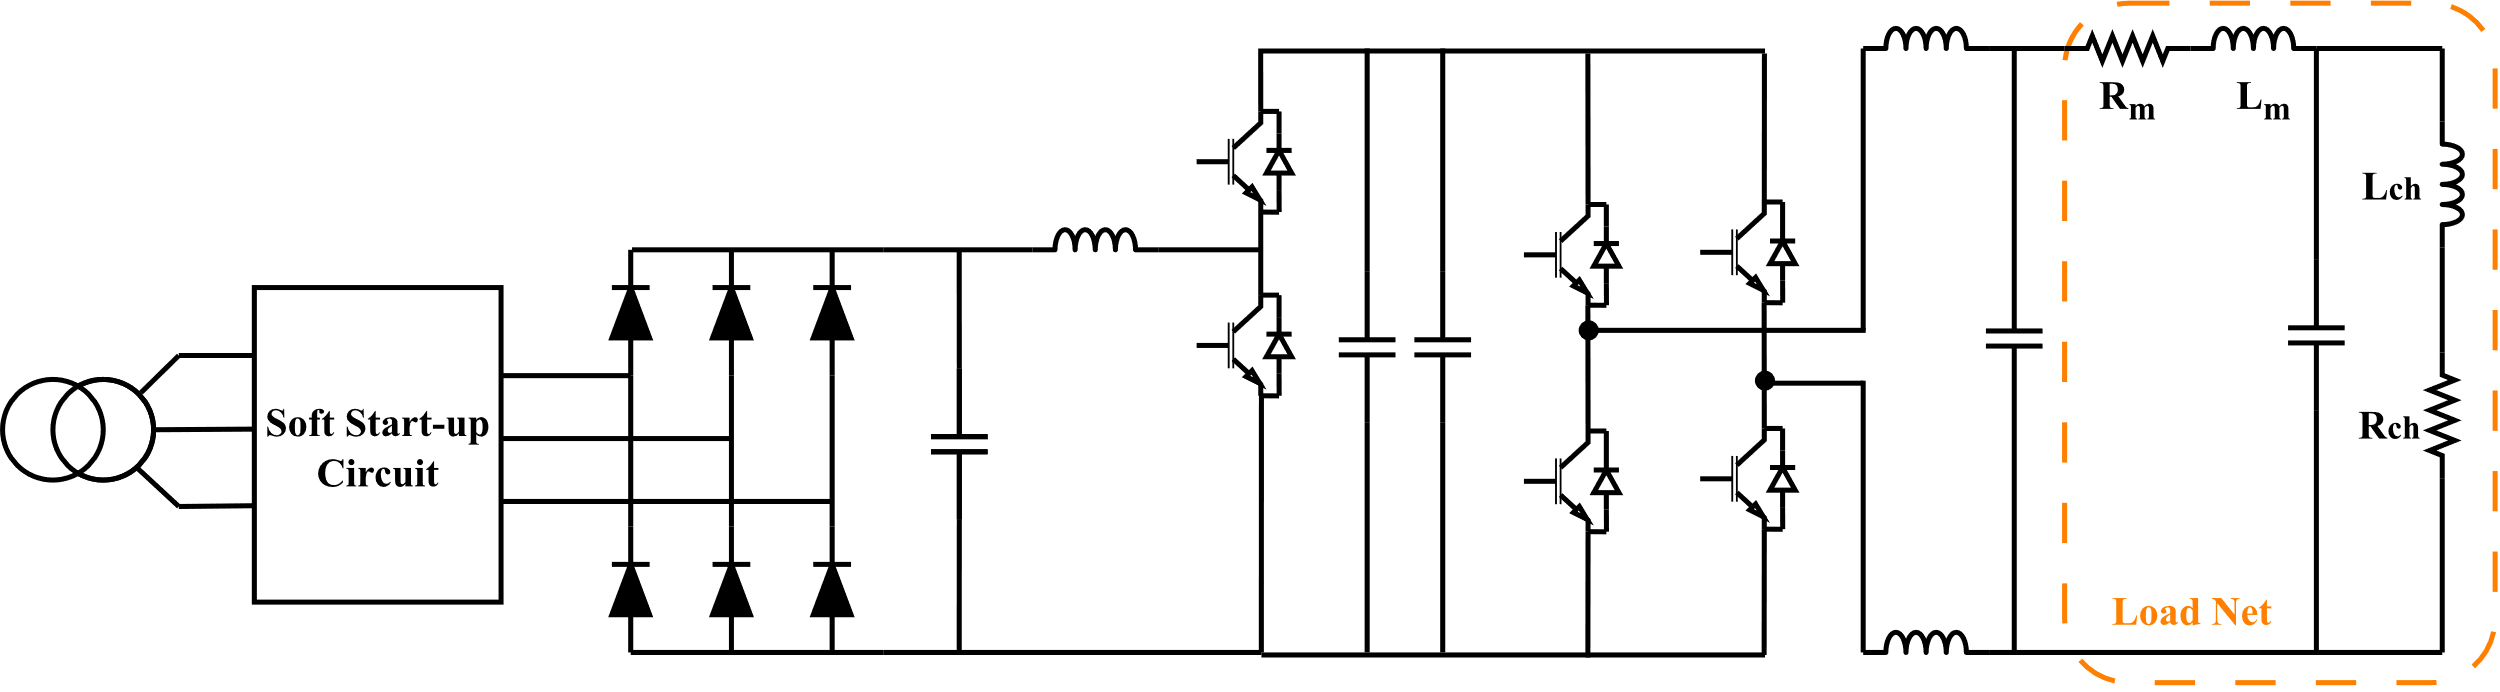 Soft Start-up
Circuit
Rm
Lm
Lch
Rch
Load Net